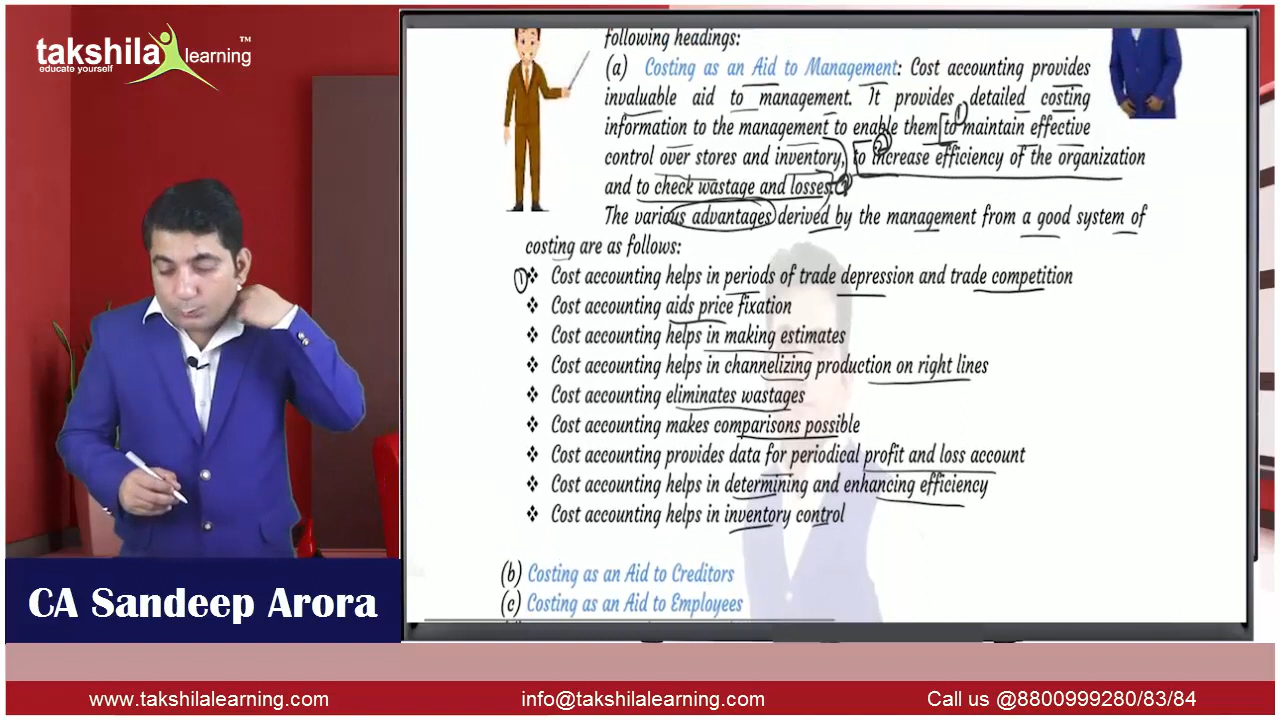 takshila learning™
educate yourself
following headings:
(a) Costing as an Aid to Management: Cost accounting provides
invaluable aid to management. It provides detailed costing
information to the management to enable them to maintain effective
control over stores and inventory, to increase efficiency of the organization
and to check wastage and losses.
The various advantages derived by the management from a good system of
costing are as follows:
① ❖ Cost accounting helps in periods of trade depression and trade competition
❖ Cost accounting aids price fixation
❖ Cost accounting helps in making estimates
❖ Cost accounting helps in channelizing production on right lines
❖ Cost accounting eliminates wastages
❖ Cost accounting makes comparisons possible
❖ Cost accounting provides data for periodical profit and loss account
❖ Cost accounting helps in determining and enhancing efficiency
❖ Cost accounting helps in inventory control
(b) Costing as an Aid to Creditors
(c) Costing as an Aid to Employees
CA Sandeep Arora
www.takshilalearning.com info@takshilalearning.com Call us @8800999280/83/84